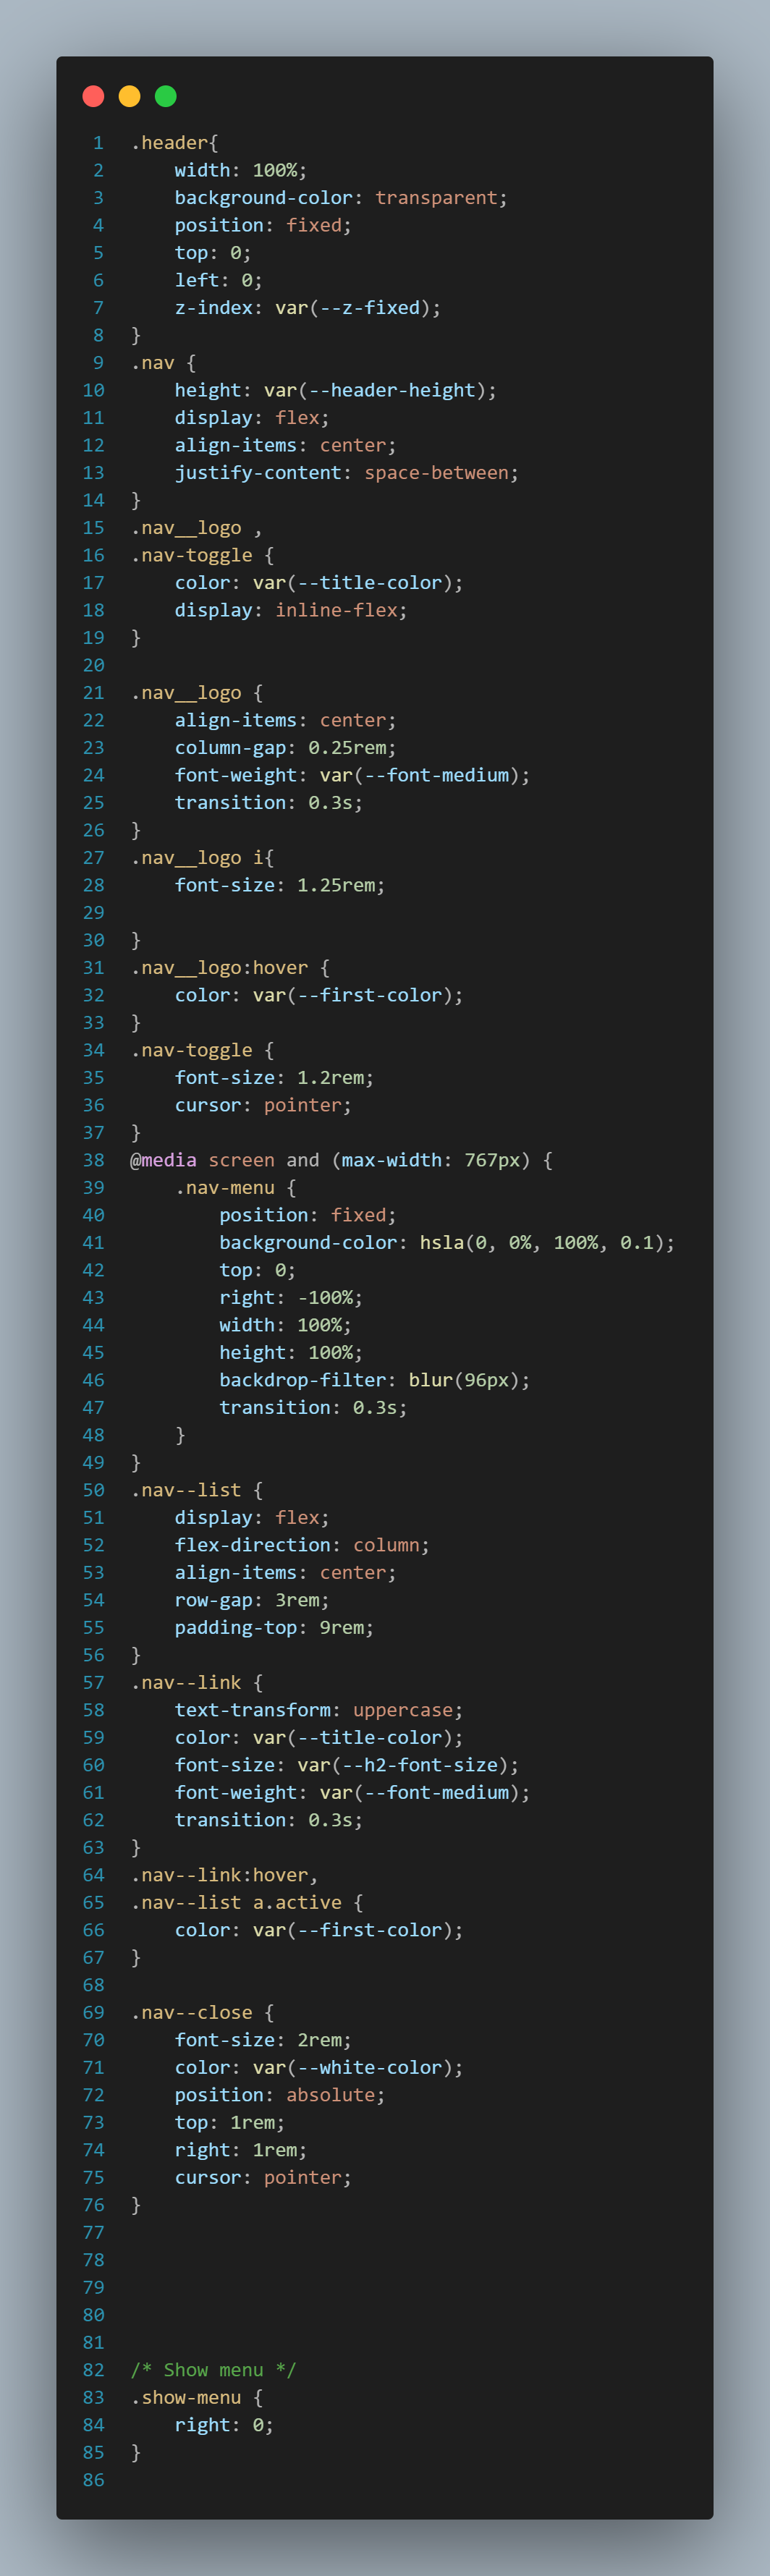 1 .header{
2     width: 100%;
3     background-color: transparent;
4     position: fixed;
5     top: 0;
6     left: 0;
7     z-index: var(--z-fixed);
8 }
9 .nav {
10     height: var(--header-height);
11     display: flex;
12     align-items: center;
13     justify-content: space-between;
14 }
15 .nav__logo ,
16 .nav-toggle {
17     color: var(--title-color);
18     display: inline-flex;
19 }
20
21 .nav__logo {
22     align-items: center;
23     column-gap: 0.25rem;
24     font-weight: var(--font-medium);
25     transition: 0.3s;
26 }
27 .nav__logo i{
28     font-size: 1.25rem;
29
30 }
31 .nav__logo:hover {
32     color: var(--first-color);
33 }
34 .nav-toggle {
35     font-size: 1.2rem;
36     cursor: pointer;
37 }
38 @media screen and (max-width: 767px) {
39     .nav-menu {
40         position: fixed;
41         background-color: hsla(0, 0%, 100%, 0.1);
42         top: 0;
43         right: -100%;
44         width: 100%;
45         height: 100%;
46         backdrop-filter: blur(96px);
47         transition: 0.3s;
48     }
49 }
50 .nav--list {
51     display: flex;
52     flex-direction: column;
53     align-items: center;
54     row-gap: 3rem;
55     padding-top: 9rem;
56 }
57 .nav--link {
58     text-transform: uppercase;
59     color: var(--title-color);
60     font-size: var(--h2-font-size);
61     font-weight: var(--font-medium);
62     transition: 0.3s;
63 }
64 .nav--link:hover,
65 .nav--list a.active {
66     color: var(--first-color);
67 }
68
69 .nav--close {
70     font-size: 2rem;
71     color: var(--white-color);
72     position: absolute;
73     top: 1rem;
74     right: 1rem;
75     cursor: pointer;
76 }
77
78
79
80
81
82 /* Show menu */
83 .show-menu {
84     right: 0;
85 }
86